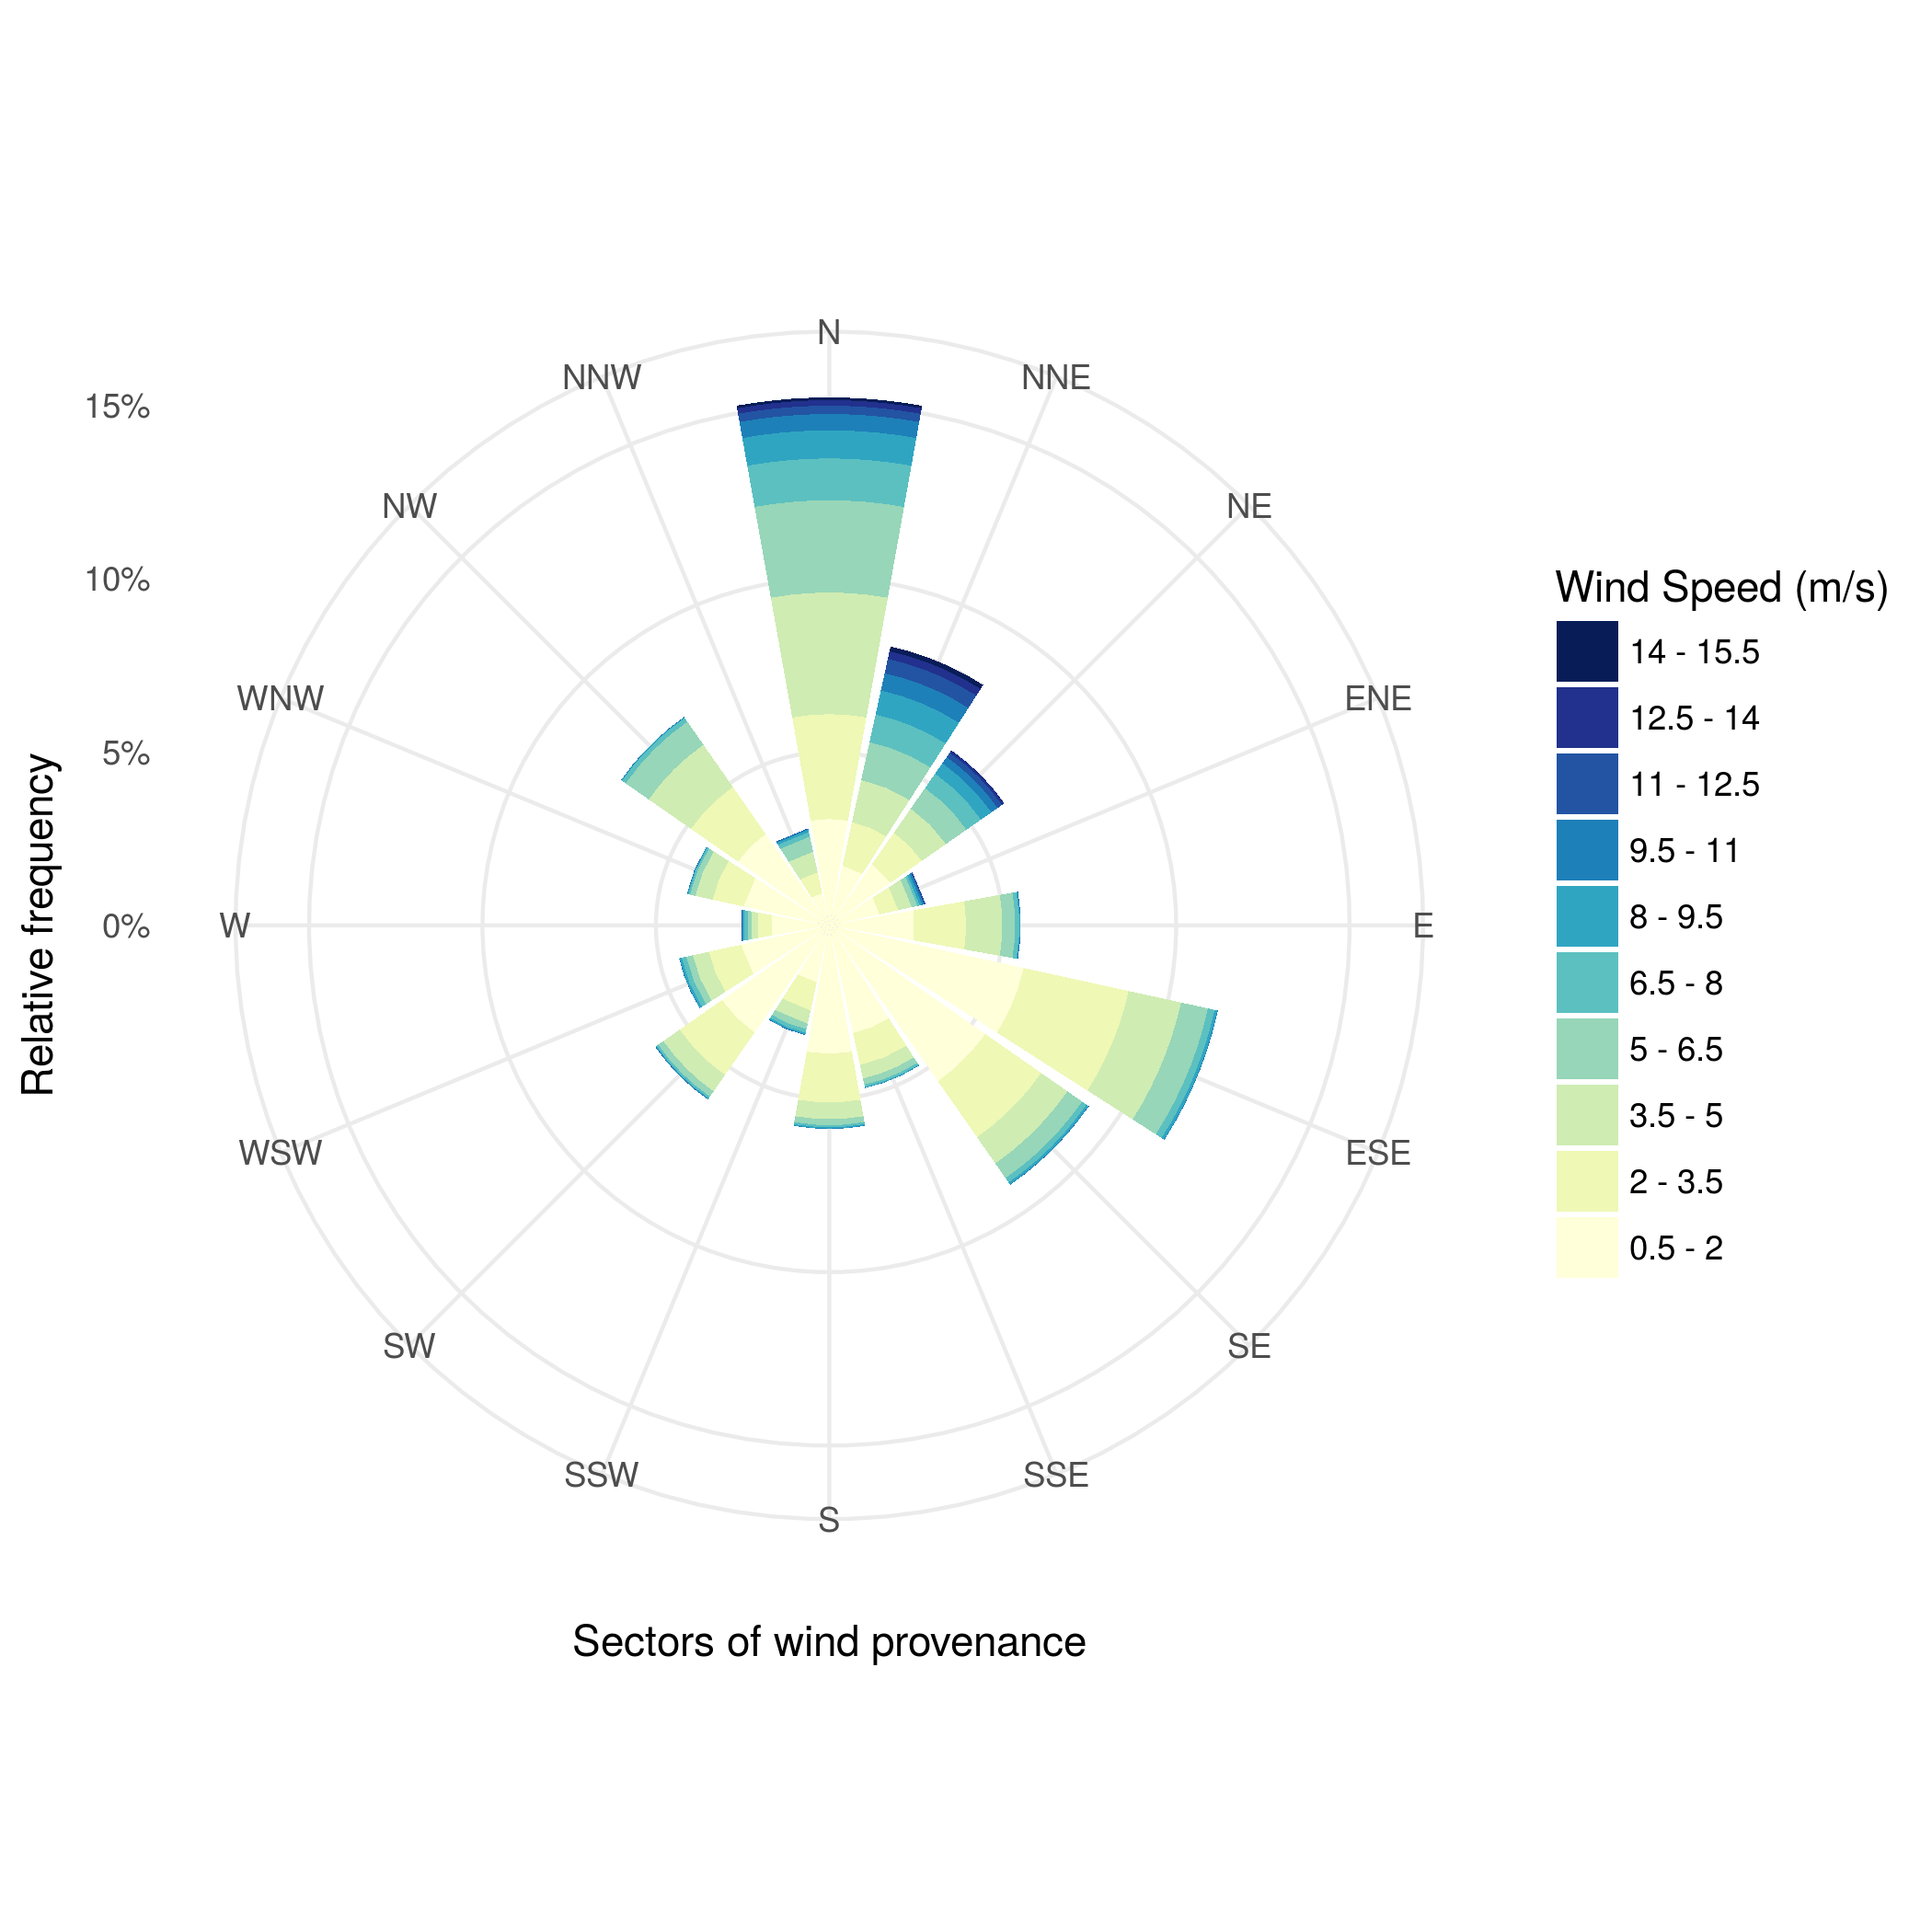 N
NNW
NNE
15%
NW
NE
10%
Wind Speed (m/s)
14 - 15.5
WNW
ENE
12.5 - 14
5%
11 - 12.5
9.5 - 11
Relative frequency
0%
W
E
8 - 9.5
6.5 - 8
5 - 6.5
3.5 - 5
WSW
ESE
2 - 3.5
0.5 - 2
SW
SE
SSW
SSE
S
Sectors of wind provenance